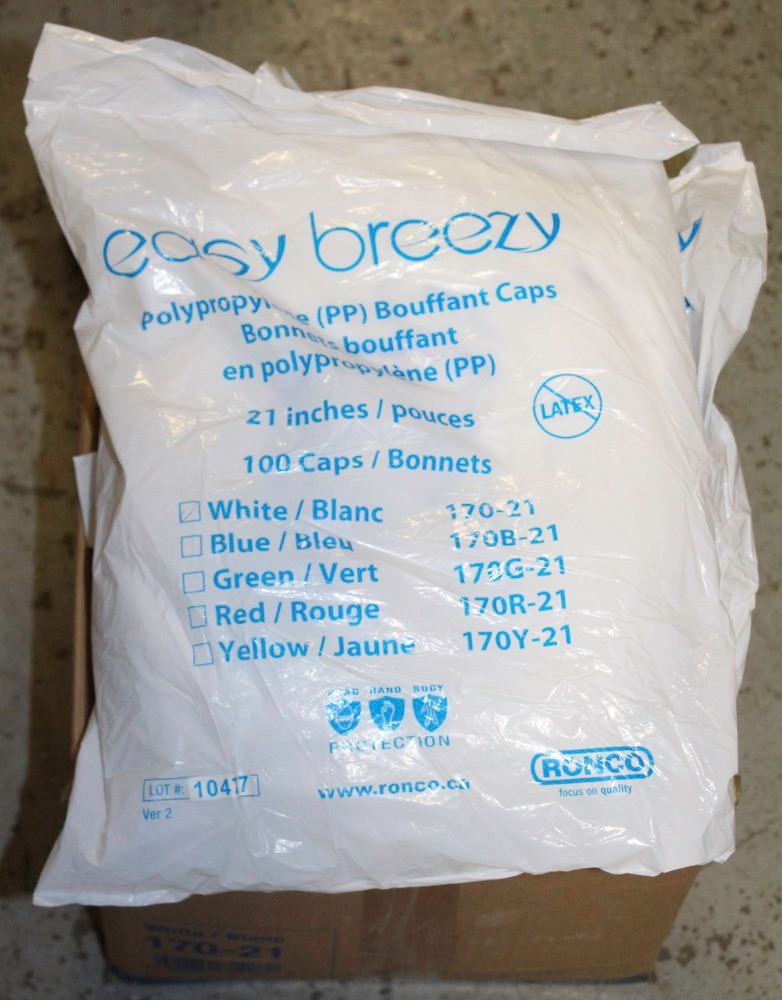 easy breezy
Polypropylene (PP) Bouffant Caps
Bonnets bouffant
en polypropylène (PP)
21 inches / pouces
LATEX
100 Caps / Bonnets
White / Blanc 170-21
Blue / Bleu 170B-21
Green / Vert 170G-21
Red / Rouge 170R-21
Yellow / Jaune 170Y-21
HEAD HAND BODY
PROTECTION
RONCO
focus on quality
LOT #: 10417
www.ronco.ca
Ver 2
White / Blanc
170-21